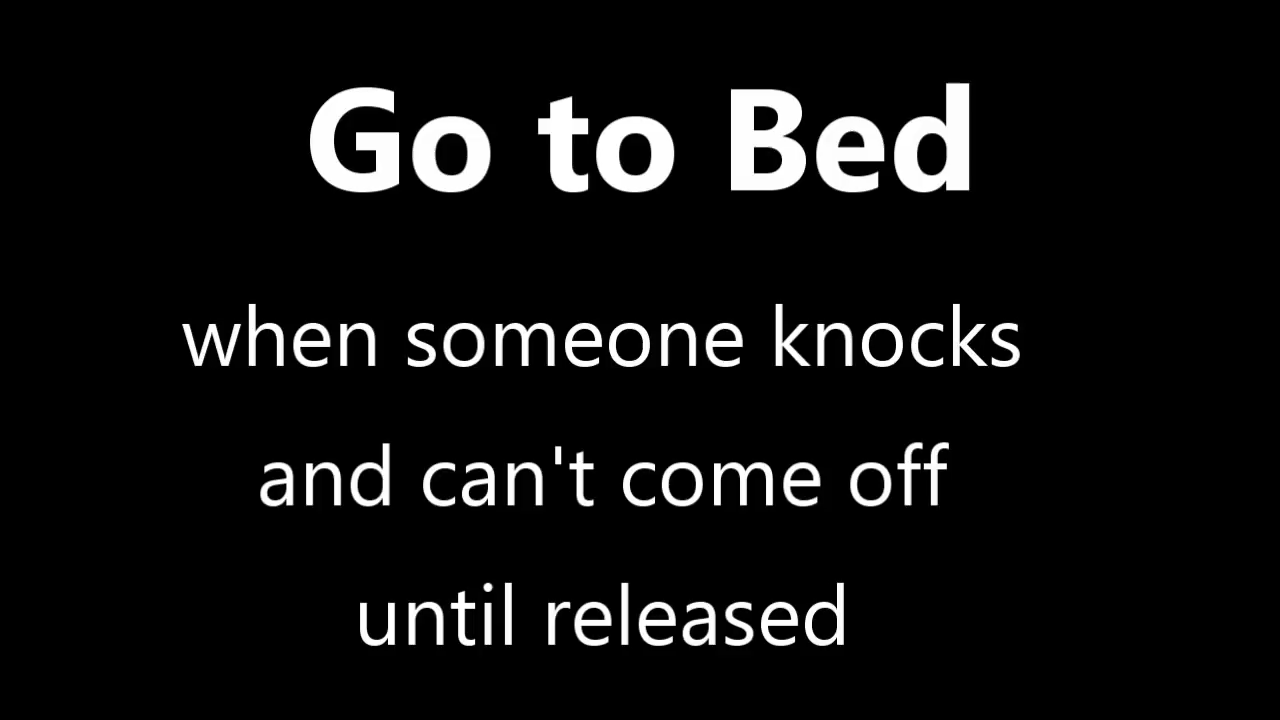 Go to Bed
when someone knocks
and can't come off
until released